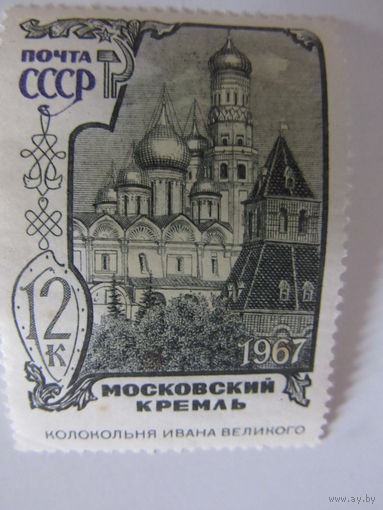 ПОЧТА
СССР
12
К
1967
МОСКОВСКИЙ
КРЕМЛЬ
КОЛОКОЛЬНЯ ИВАНА ВЕЛИКОГО
www.ay.by